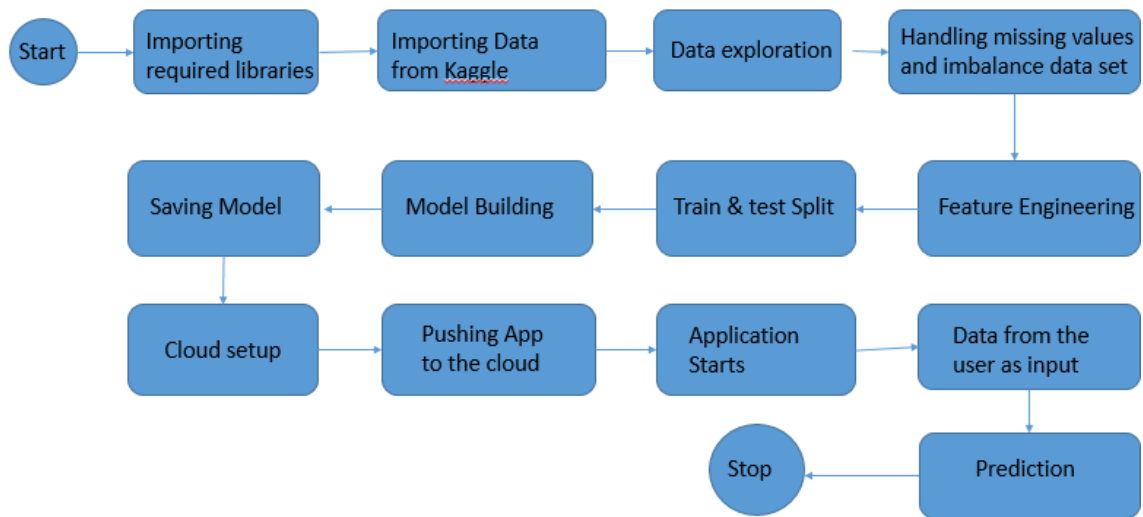 Start
Importing
required libraries
Importing Data
from Kaggle
Data exploration
Handling missing values
and imbalance data set
Feature Engineering
Train & test Split
Model Building
Saving Model
Cloud setup
Pushing App
to the cloud
Application
Starts
Data from the
user as input
Prediction
Stop